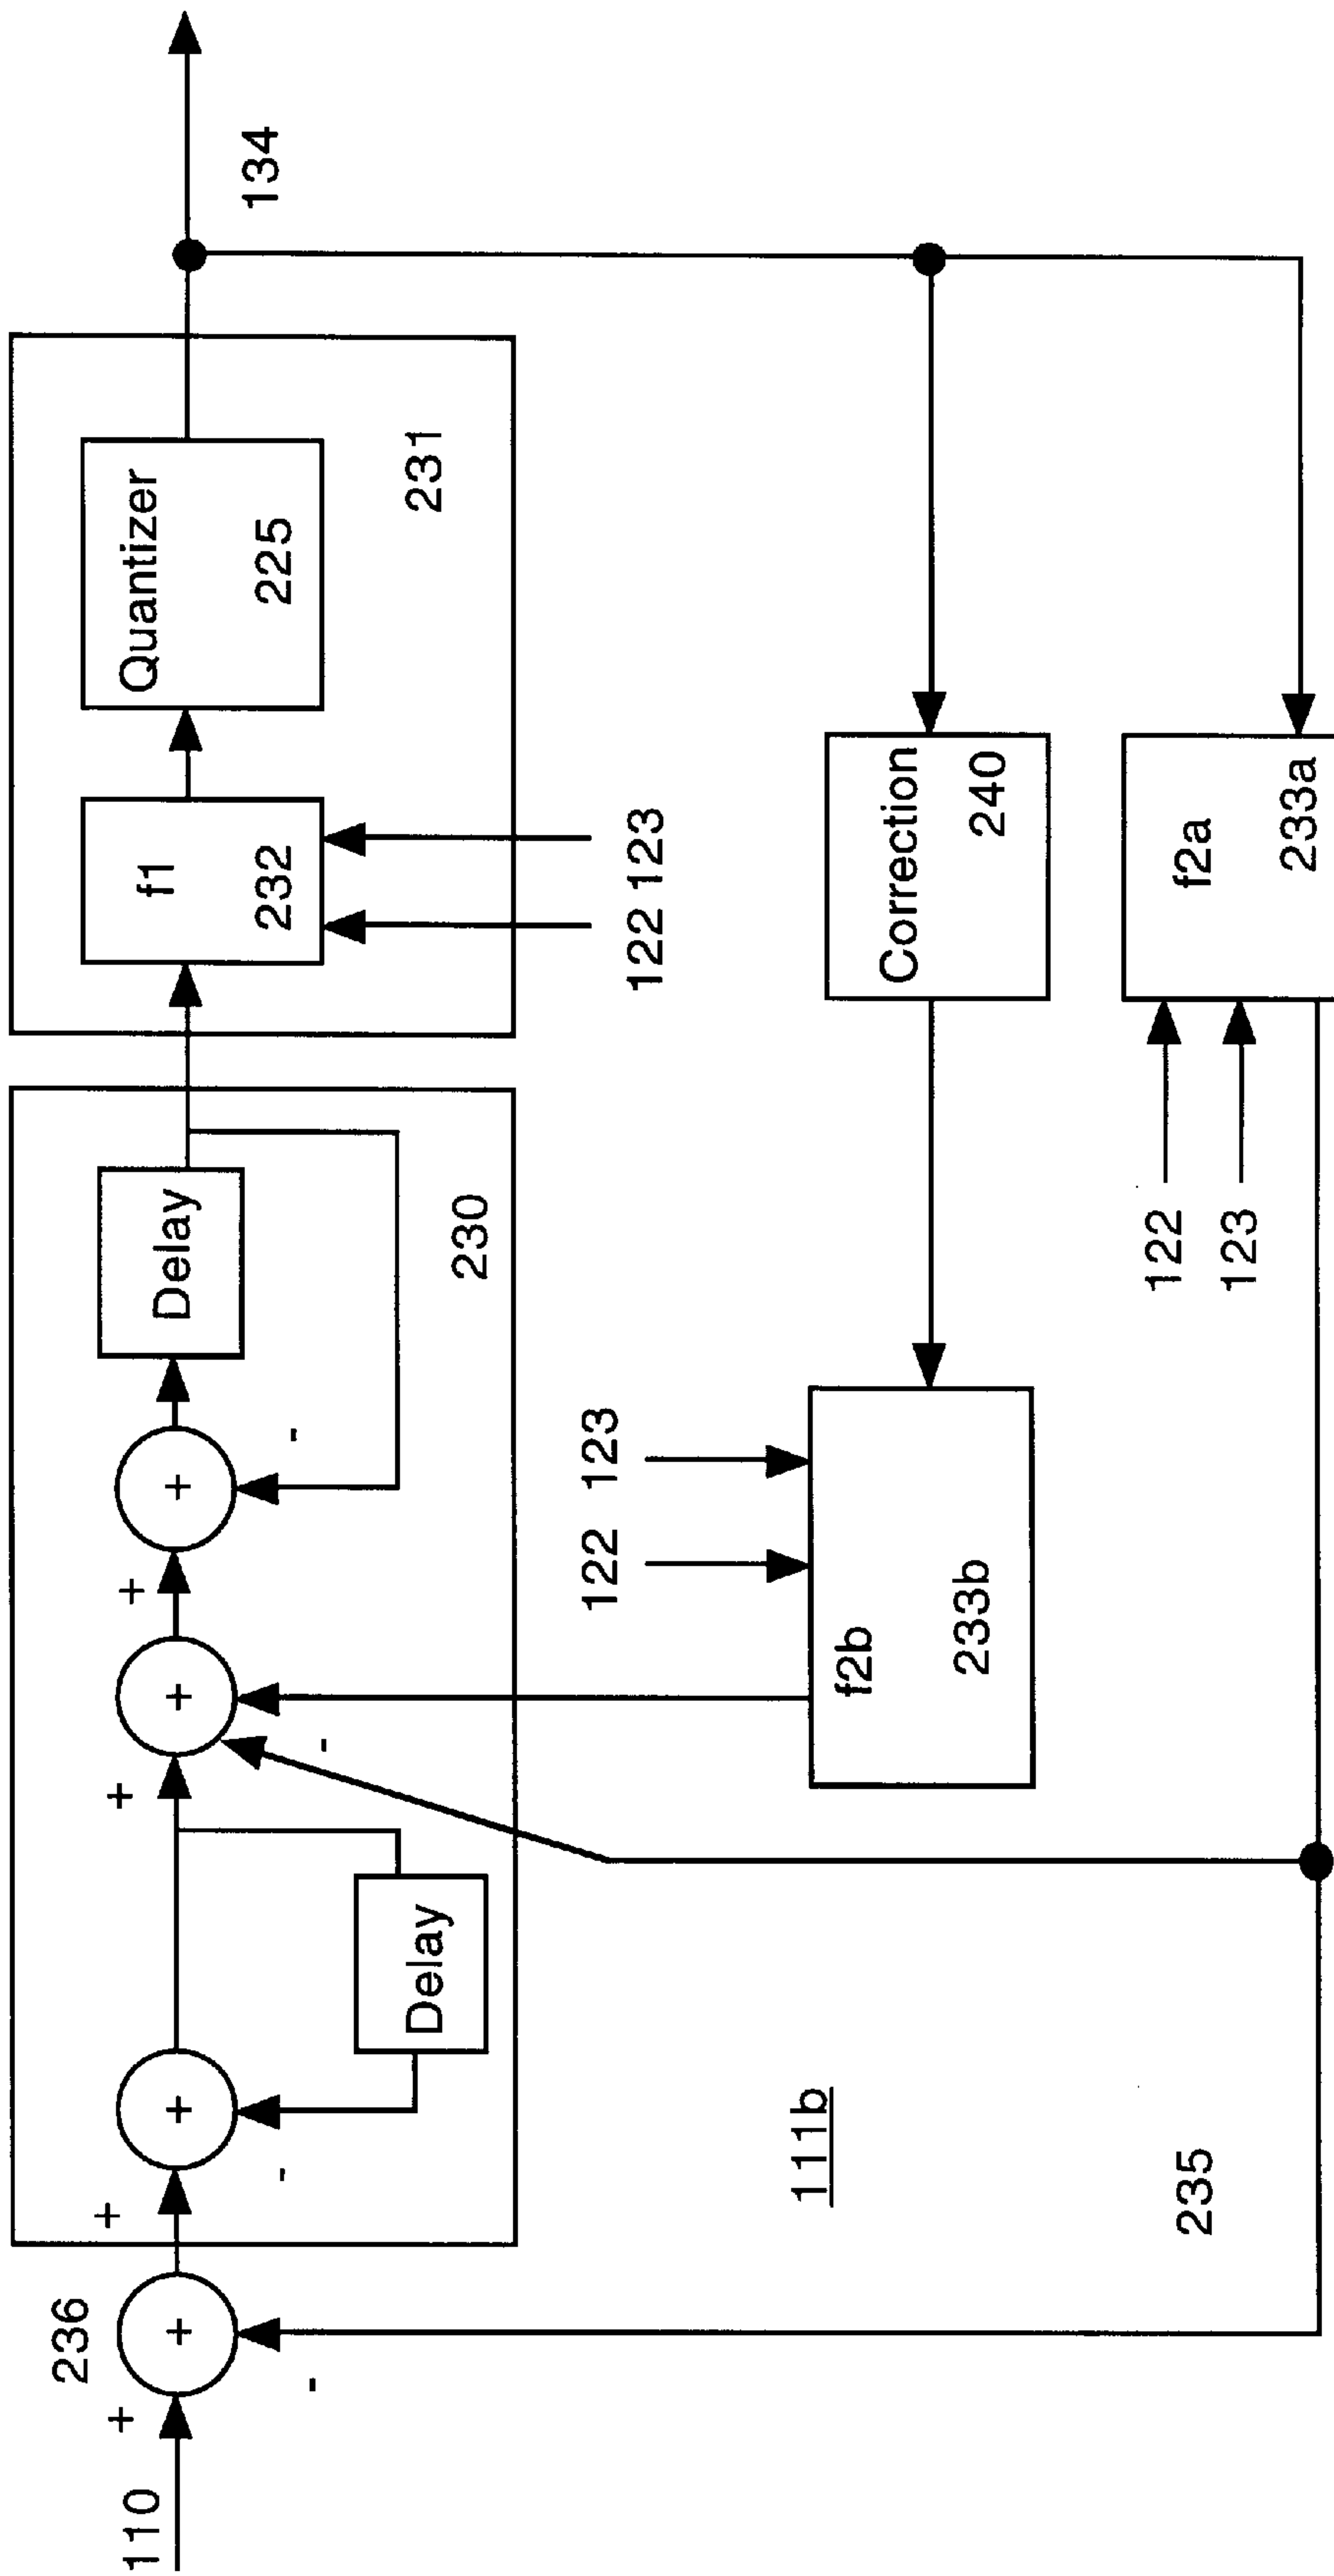 110
+
236
+
-
+
+
-
Delay
+
+
-
+
+
-
Delay
230
f1
232
122 123
Quantizer
225
231
134
111b
235
f2b
233b
122 123
Correction
240
122
123
f2a
233a